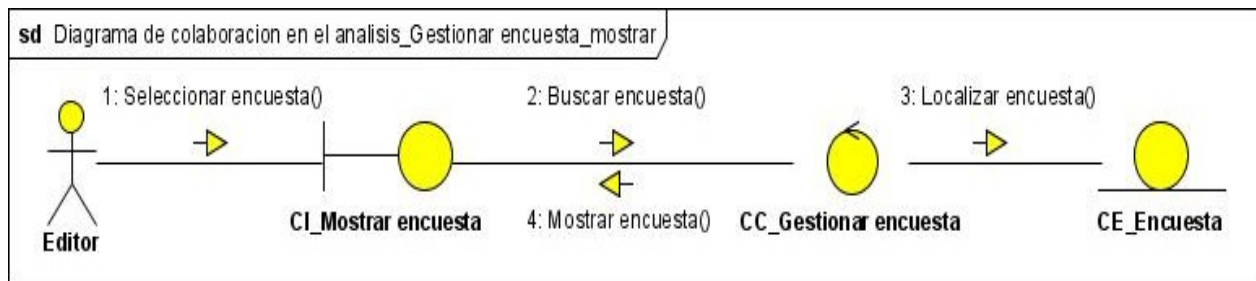 sd Diagrama de colaboracion en el analisis_Gestionar encuesta_mostrar
1: Seleccionar encuesta()
2: Buscar encuesta()
3: Localizar encuesta()
4: Mostrar encuesta()
Editor
CI_Mostrar encuesta
CC_Gestionar encuesta
CE_Encuesta